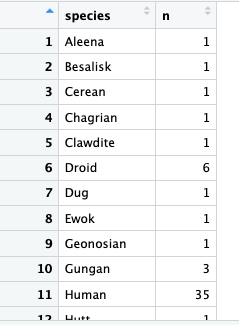 species n
1 Aleena 1
2 Besalisk 1
3 Cerean 1
4 Chagrian 1
5 Clawdite 1
6 Droid 6
7 Dug 1
8 Ewok 1
9 Geonosian 1
10 Gungan 3
11 Human 35
12 Hutt 1